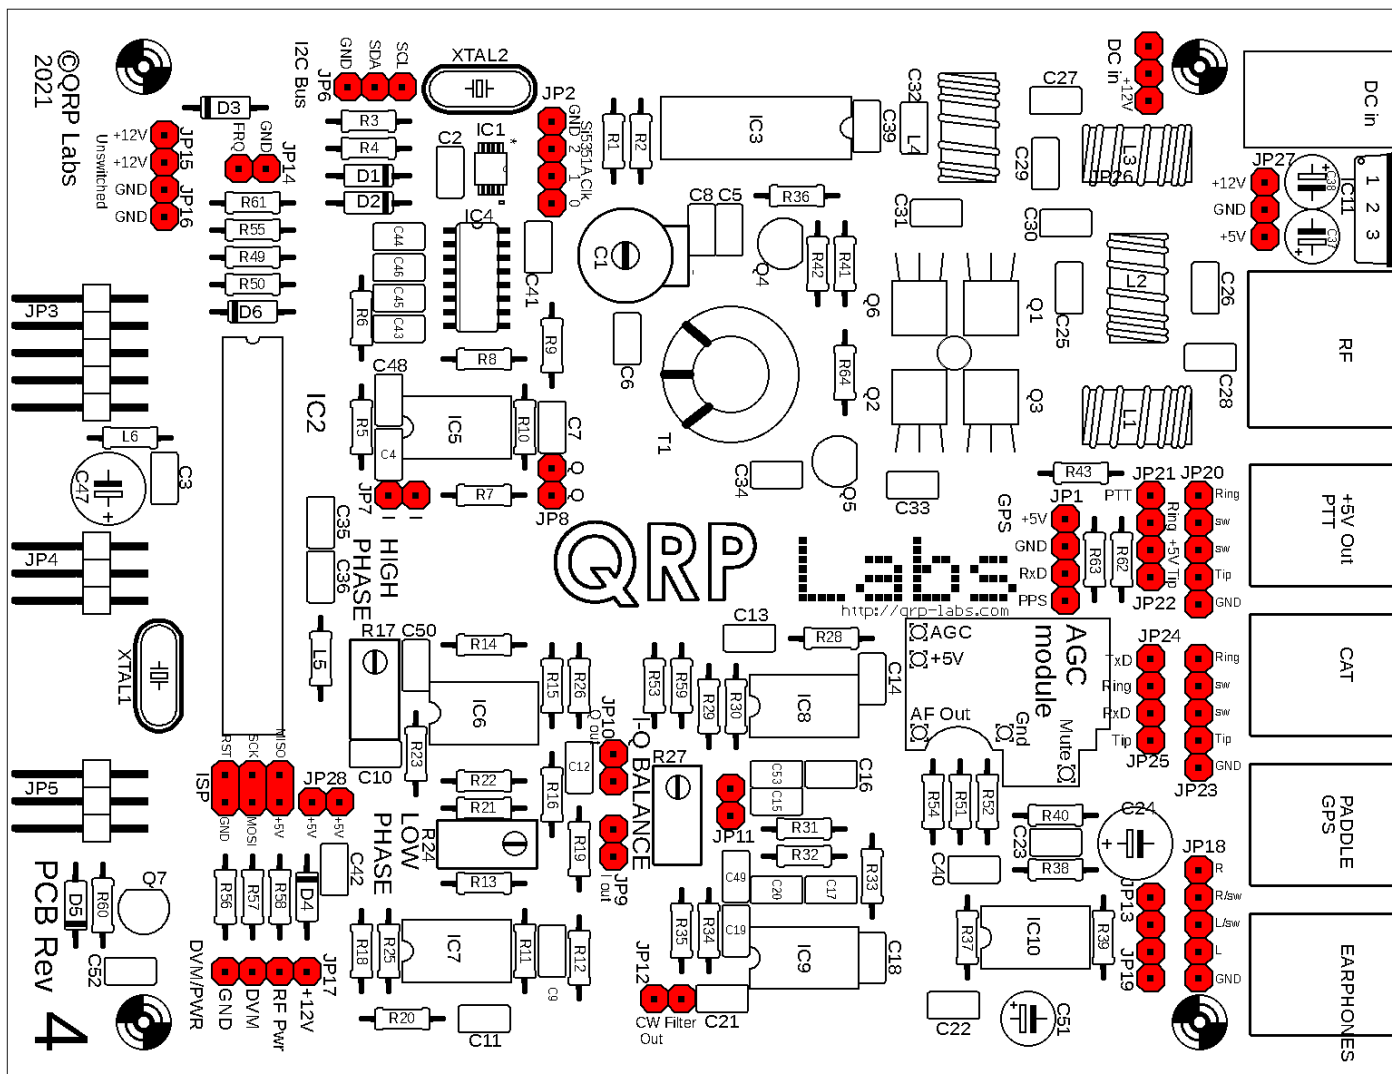 ©QRP Labs
2021
D3
+12V
+12V
GND
GND
Unswitched
JP15
JP16
FRQ
GND
JP14
R61
R55
R49
R50
D6
I2C Bus
JP6
GND
SDA
SCL
XTAL2
R3
R4
D1
D2
C2
IC1
*
JP2
GND
2
1
0
Si5351A Clk
R1
R2
IC3
C39
C32
L4
C27
C29
DC in
+12V
L3
JP26
DC in
JP27
+12V
GND
+5V
C38
C37
IC11
1
2
3
IC4
C44
C46
C45
C43
R6
C41
R9
R8
C1
C8
C5
R36
Q4
R42
R41
C31
C30
C6
T1
R64
Q6
Q1
Q2
Q3
C25
L2
C26
C28
RF
L1
JP3
L6
C47
+
C3
IC2
C48
R5
C4
IC5
R10
C7
JP7
I
I
R7
Q
Q
JP8
C34
Q5
C33
R43
JP21
JP20
PTT
Ring
+5V
Tip
JP22
Ring
sw
sw
Tip
GND
+5V Out
PTT
JP1
GPS
+5V
GND
RxD
PPS
R63
R62
JP4
C35
C36
HIGH
PHASE
QRP Labs.
http://qrp-labs.com
XTAL1
L5
R17
C50
R14
IC6
R15
R26
C10
R23
R22
R21
R16
C12
JP10
Q out
I-Q BALANCE
R53
R59
R29
R30
C13
R28
IC8
C14
AGC
+5V
AGC
module
AF Out
Gnd
Mute
JP24
TxD
Ring
RxD
Tip
JP25
Ring
sw
sw
Tip
GND
JP23
CAT
JP5
RST
SCK
MISO
ISP
GND
MOSI
+5V
JP28
+5V
+5V
C42
LOW
PHASE
R24
R13
R19
JP9
I out
R27
JP11
C53
C15
C16
R31
R32
C49
C20
C17
R33
R54
R51
R52
R40
C23
R38
C24
+
C40
PADDLE
GPS
PCB Rev
4
D5
R60
Q7
C52
R56
R57
R58
D4
JP17
DVM/PWR
GND
DVM
RF Pwr
+12V
R18
R25
IC7
R11
C9
R12
R20
C11
JP12
CW Filter
Out
R35
R34
C19
C21
IC9
C18
R37
IC10
R39
C22
C51
+
JP13
JP19
JP18
R
R/sw
L/sw
L
GND
EARPHONES